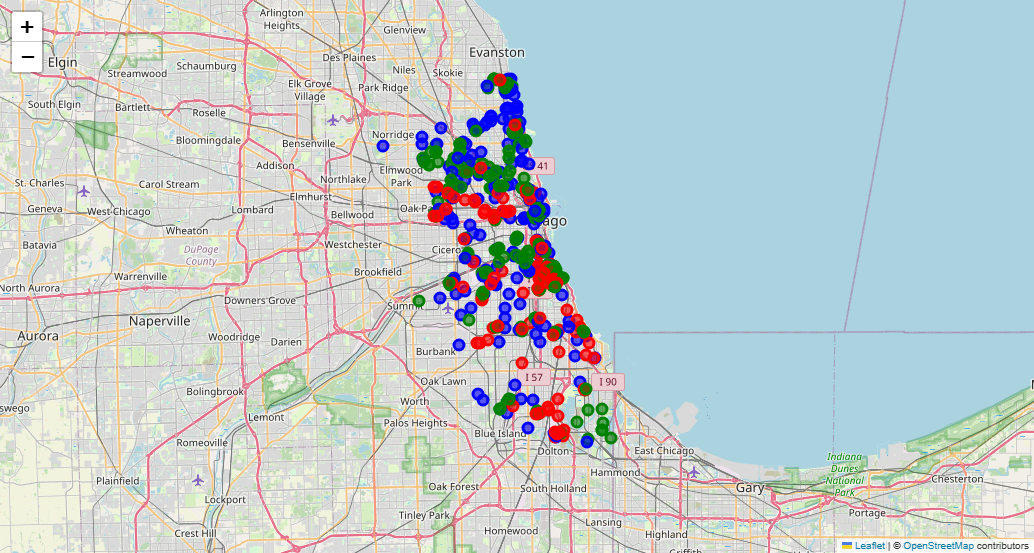 +
−
Arlington
Heights
Glenview
Evanston
Elgin
Schaumburg
Des Plaines
Niles
Skokie
Streamwood
Elk Grove
Village
Park Ridge
South Elgin
Bartlett
Roselle
Norridge
Bloomingdale
Bensenville
Addison
Elmwood
Park
41
St. Charles
Carol Stream
Northlake
Elmhurst
Geneva
West Chicago
Lombard
Bellwood
Oak Pa
ago
Wheaton
Batavia
DuPage
County
Westchester
Cicero
Warrenville
Brookfield
North Aurora
Downers Grove
Summit
Naperville
Aurora
Woodridge
Darien
Burbank
I 57
I 90
Oak Lawn
Bolingbrook
Worth
swego
Lemont
Palos Heights
Blue Island
Romeoville
Dolton
East Chicago
Indiana
Dunes
National
Park
Hammond
Plainfield
Gary
Chesterton
Oak Forest
South Holland
Lockport
Portage
Tinley Park
Lansing
Crest Hill
Homewood
Highland
Griffith
Leaflet | © OpenStreetMap contributors